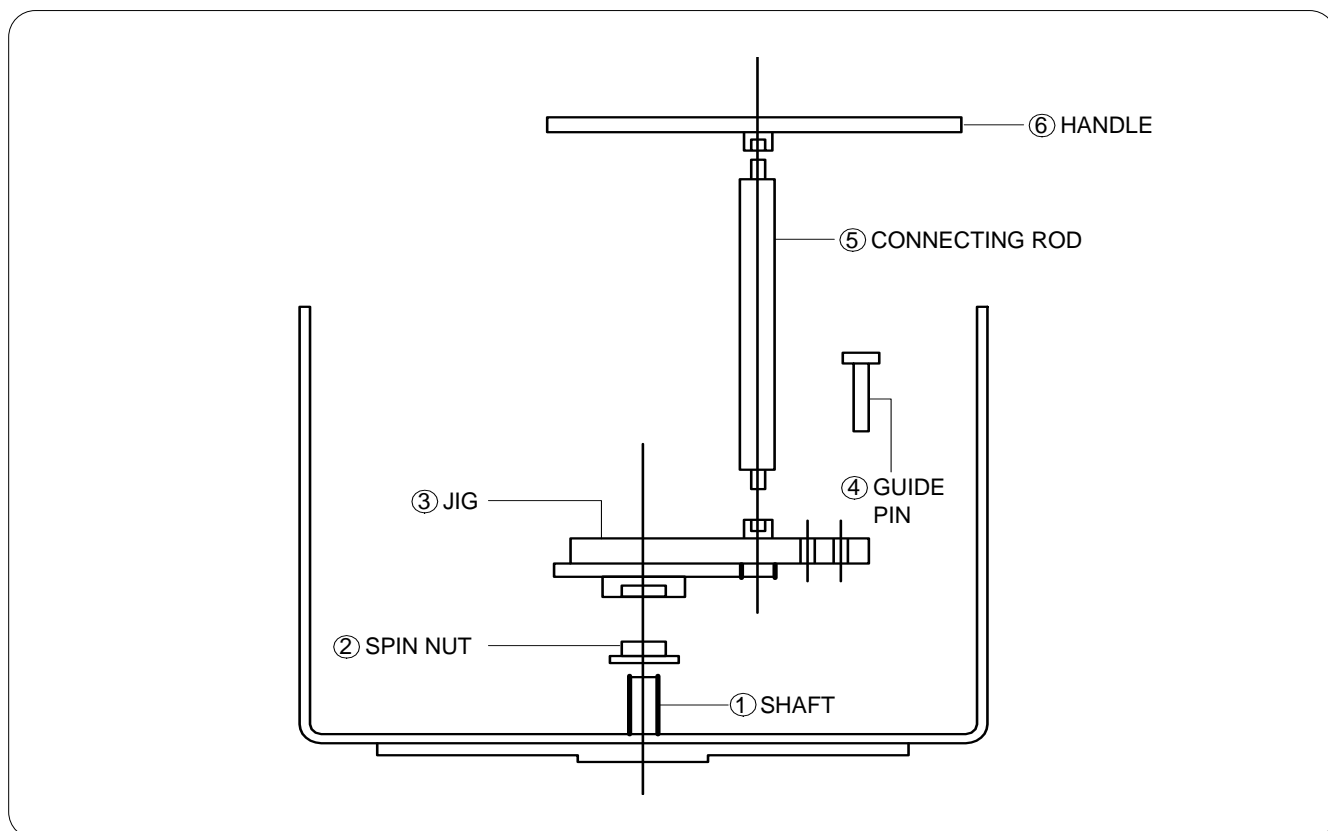 ⑥ HANDLE
⑤ CONNECTING ROD
④ GUIDE
PIN
③ JIG
② SPIN NUT
① SHAFT